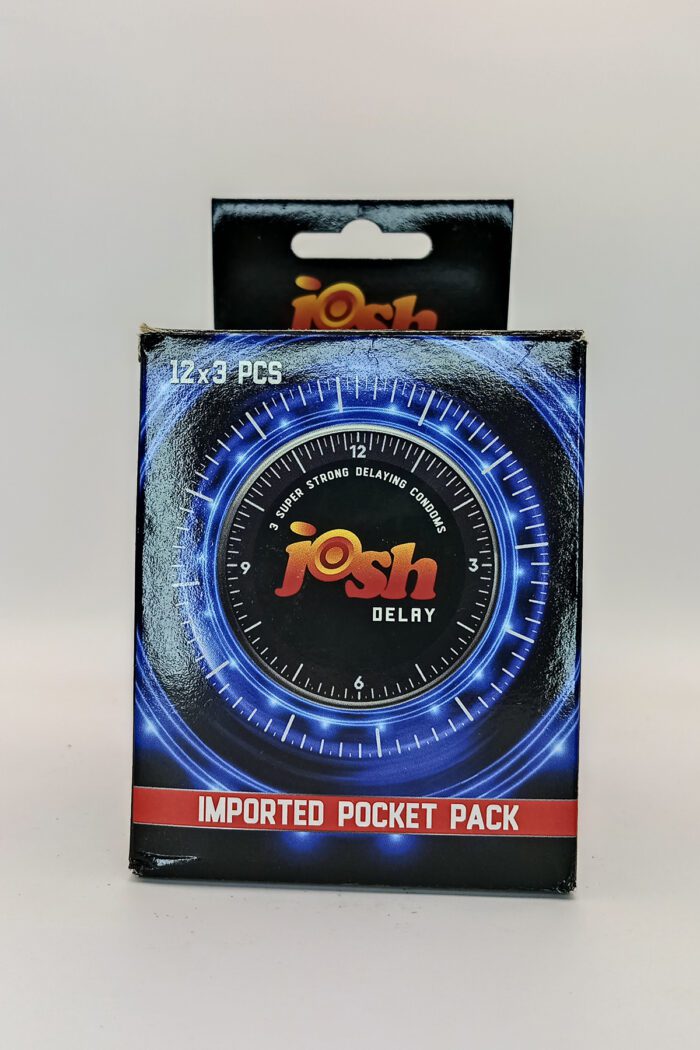 josh
12x3 PCS
12
3 SUPER STRONG DELAYING CONDOMS
josh
9
3
DELAY
6
IMPORTED POCKET PACK